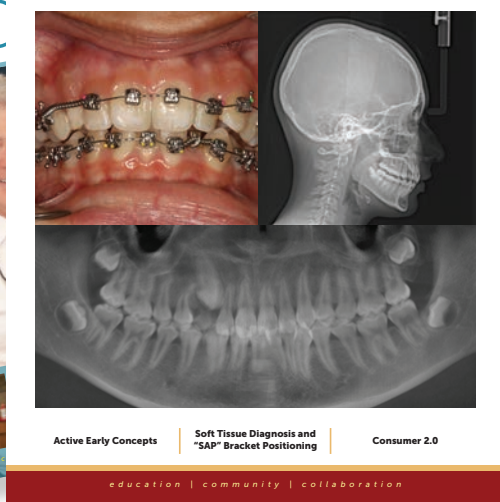 Active Early Concepts
Soft Tissue Diagnosis and
"SAP" Bracket Positioning
Consumer 2.0
education | community | collaboration